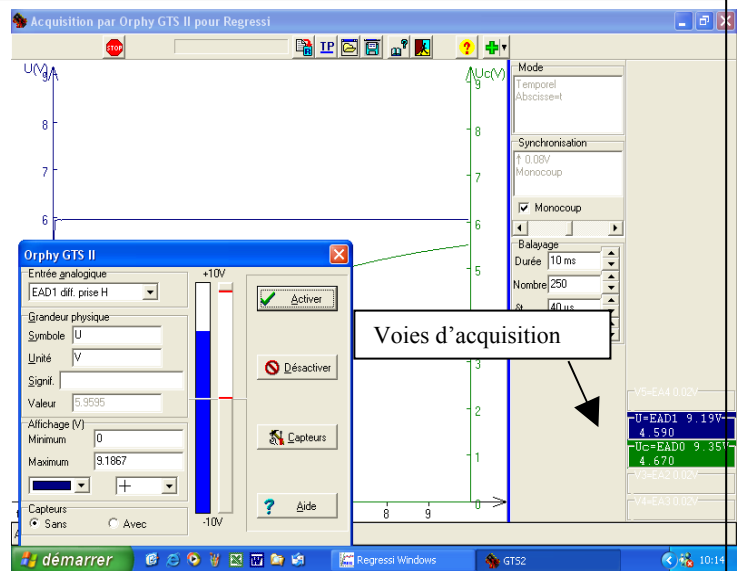 Acquisition par Orphy GTS II pour Regressi
STOP
TP
?
U(V)
9
8
7
6
Uc(V)
9
8
7
6
5
3
2
1
0
8
9
Mode
Temporel
Abscisse=t
Synchronisation
↑ 0.08V
Monocoup
Monocoup
Balayage
Durée 10 ms
Nombre 250
δt 40 µs
Orphy GTS II
Entrée analogique
EAD1 diff. prise H
Grandeur physique
Symbole U
Unité V
Signif.
Valeur 5.9595
Affichage (V)
Minimum 0
Maximum 9.1867
Capteurs
Sans Avec
+10V
-10V
Activer
Désactiver
Capteurs
? Aide
Voies d'acquisition
V5=EA4 0.02V
U=EAD1 9.19V
4.590
Uc=EAD0 9.35V
4.670
V3=EA2 0.02V
V4=EA3 0.02V
démarrer
Regressi Windows
GTS2
10:14